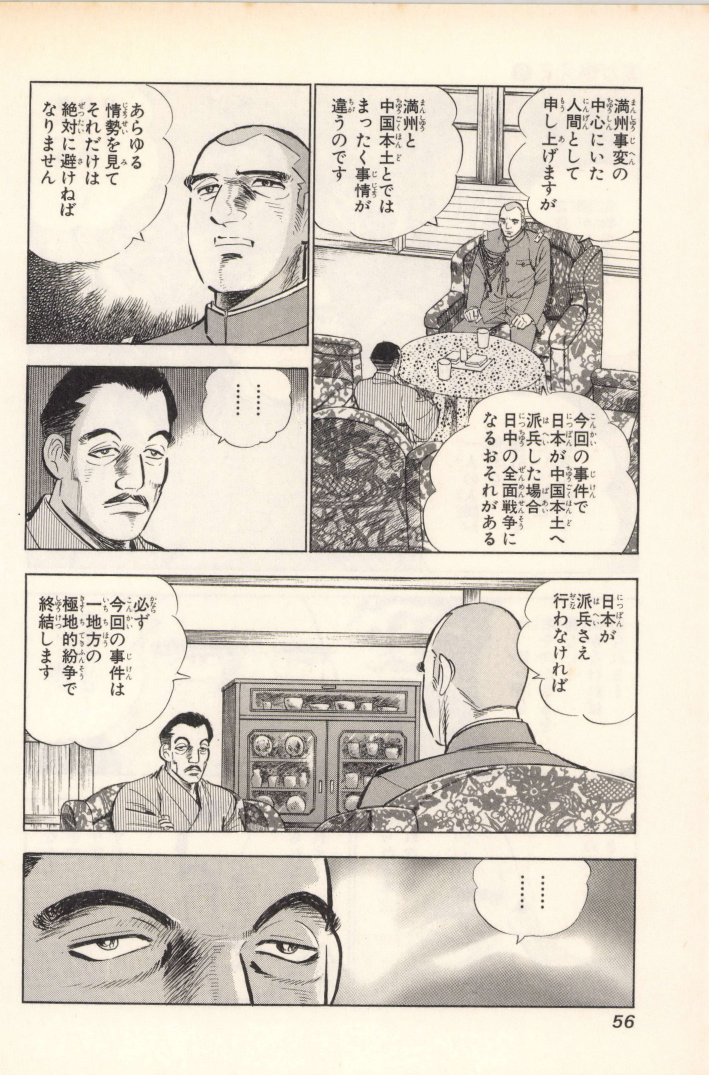 満州事変の
中心にいた
人間として
申し上げますが
満州と
中国本土とでは
まったく事情が
違うのです
今回の事件で
日本が中国本土へ
派兵した場合
日中の全面戦争に
なるおそれがある
あらゆる
情勢を見て
それだけは
絶対に避けねば
なりません
⋯⋯
⋯⋯
日本が
派兵さえ
行わなければ
必ず
今回の事件は
一地方の
極地的紛争で
終結します
⋯⋯
⋯⋯
56